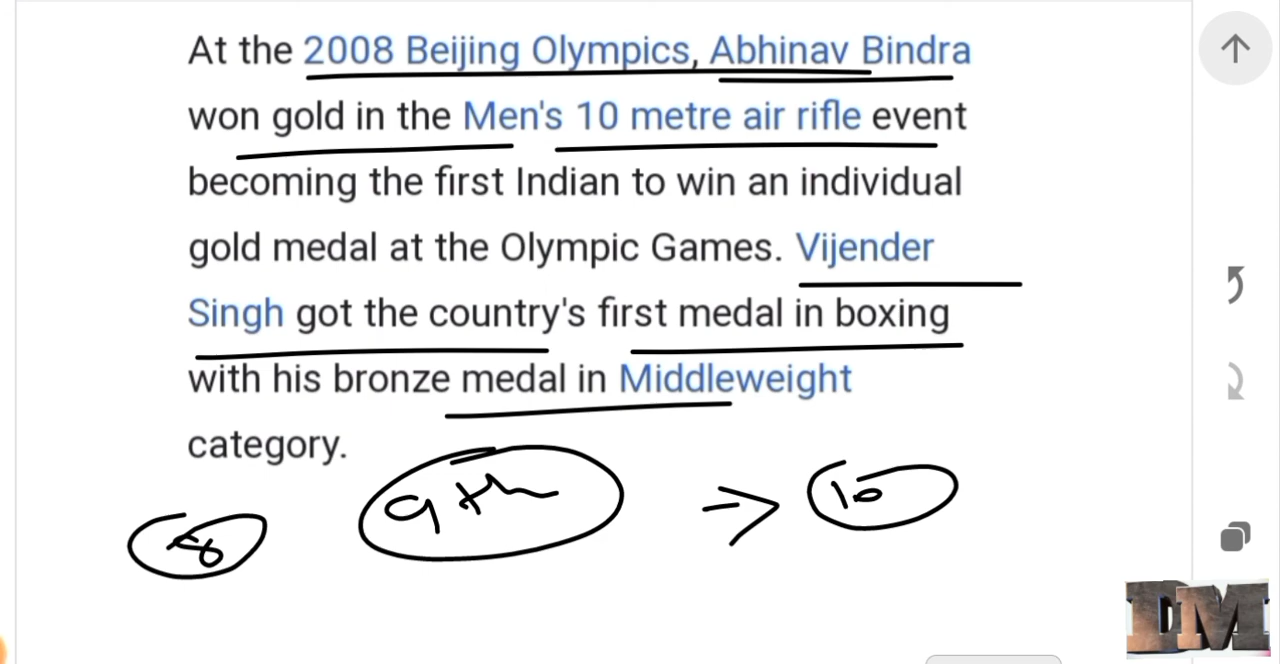 At the 2008 Beijing Olympics, Abhinav Bindra
won gold in the Men's 10 metre air rifle event
becoming the first Indian to win an individual
gold medal at the Olympic Games. Vijender
Singh got the country's first medal in boxing
with his bronze medal in Middleweight
category.
8 9th → 10
DM